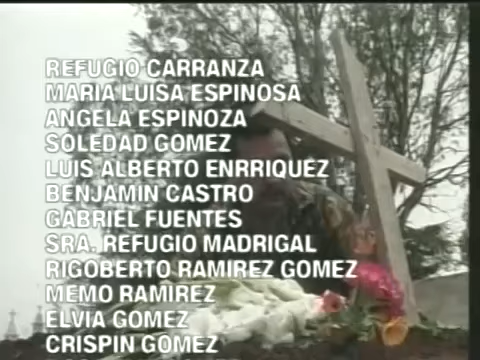 REFUGIO CARRANZA
MARIA LUISA ESPINOSA
ANGELA ESPINOZA
SOLEDAD GOMEZ
LUIS ALBERTO ENRRIQUEZ
BENJAMIN CASTRO
GABRIEL FUENTES
SRA. REFUGIO MADRIGAL
RIGOBERTO RAMIREZ GOMEZ
MEMO RAMIREZ
ELVIA GOMEZ
CRISPIN GOMEZ